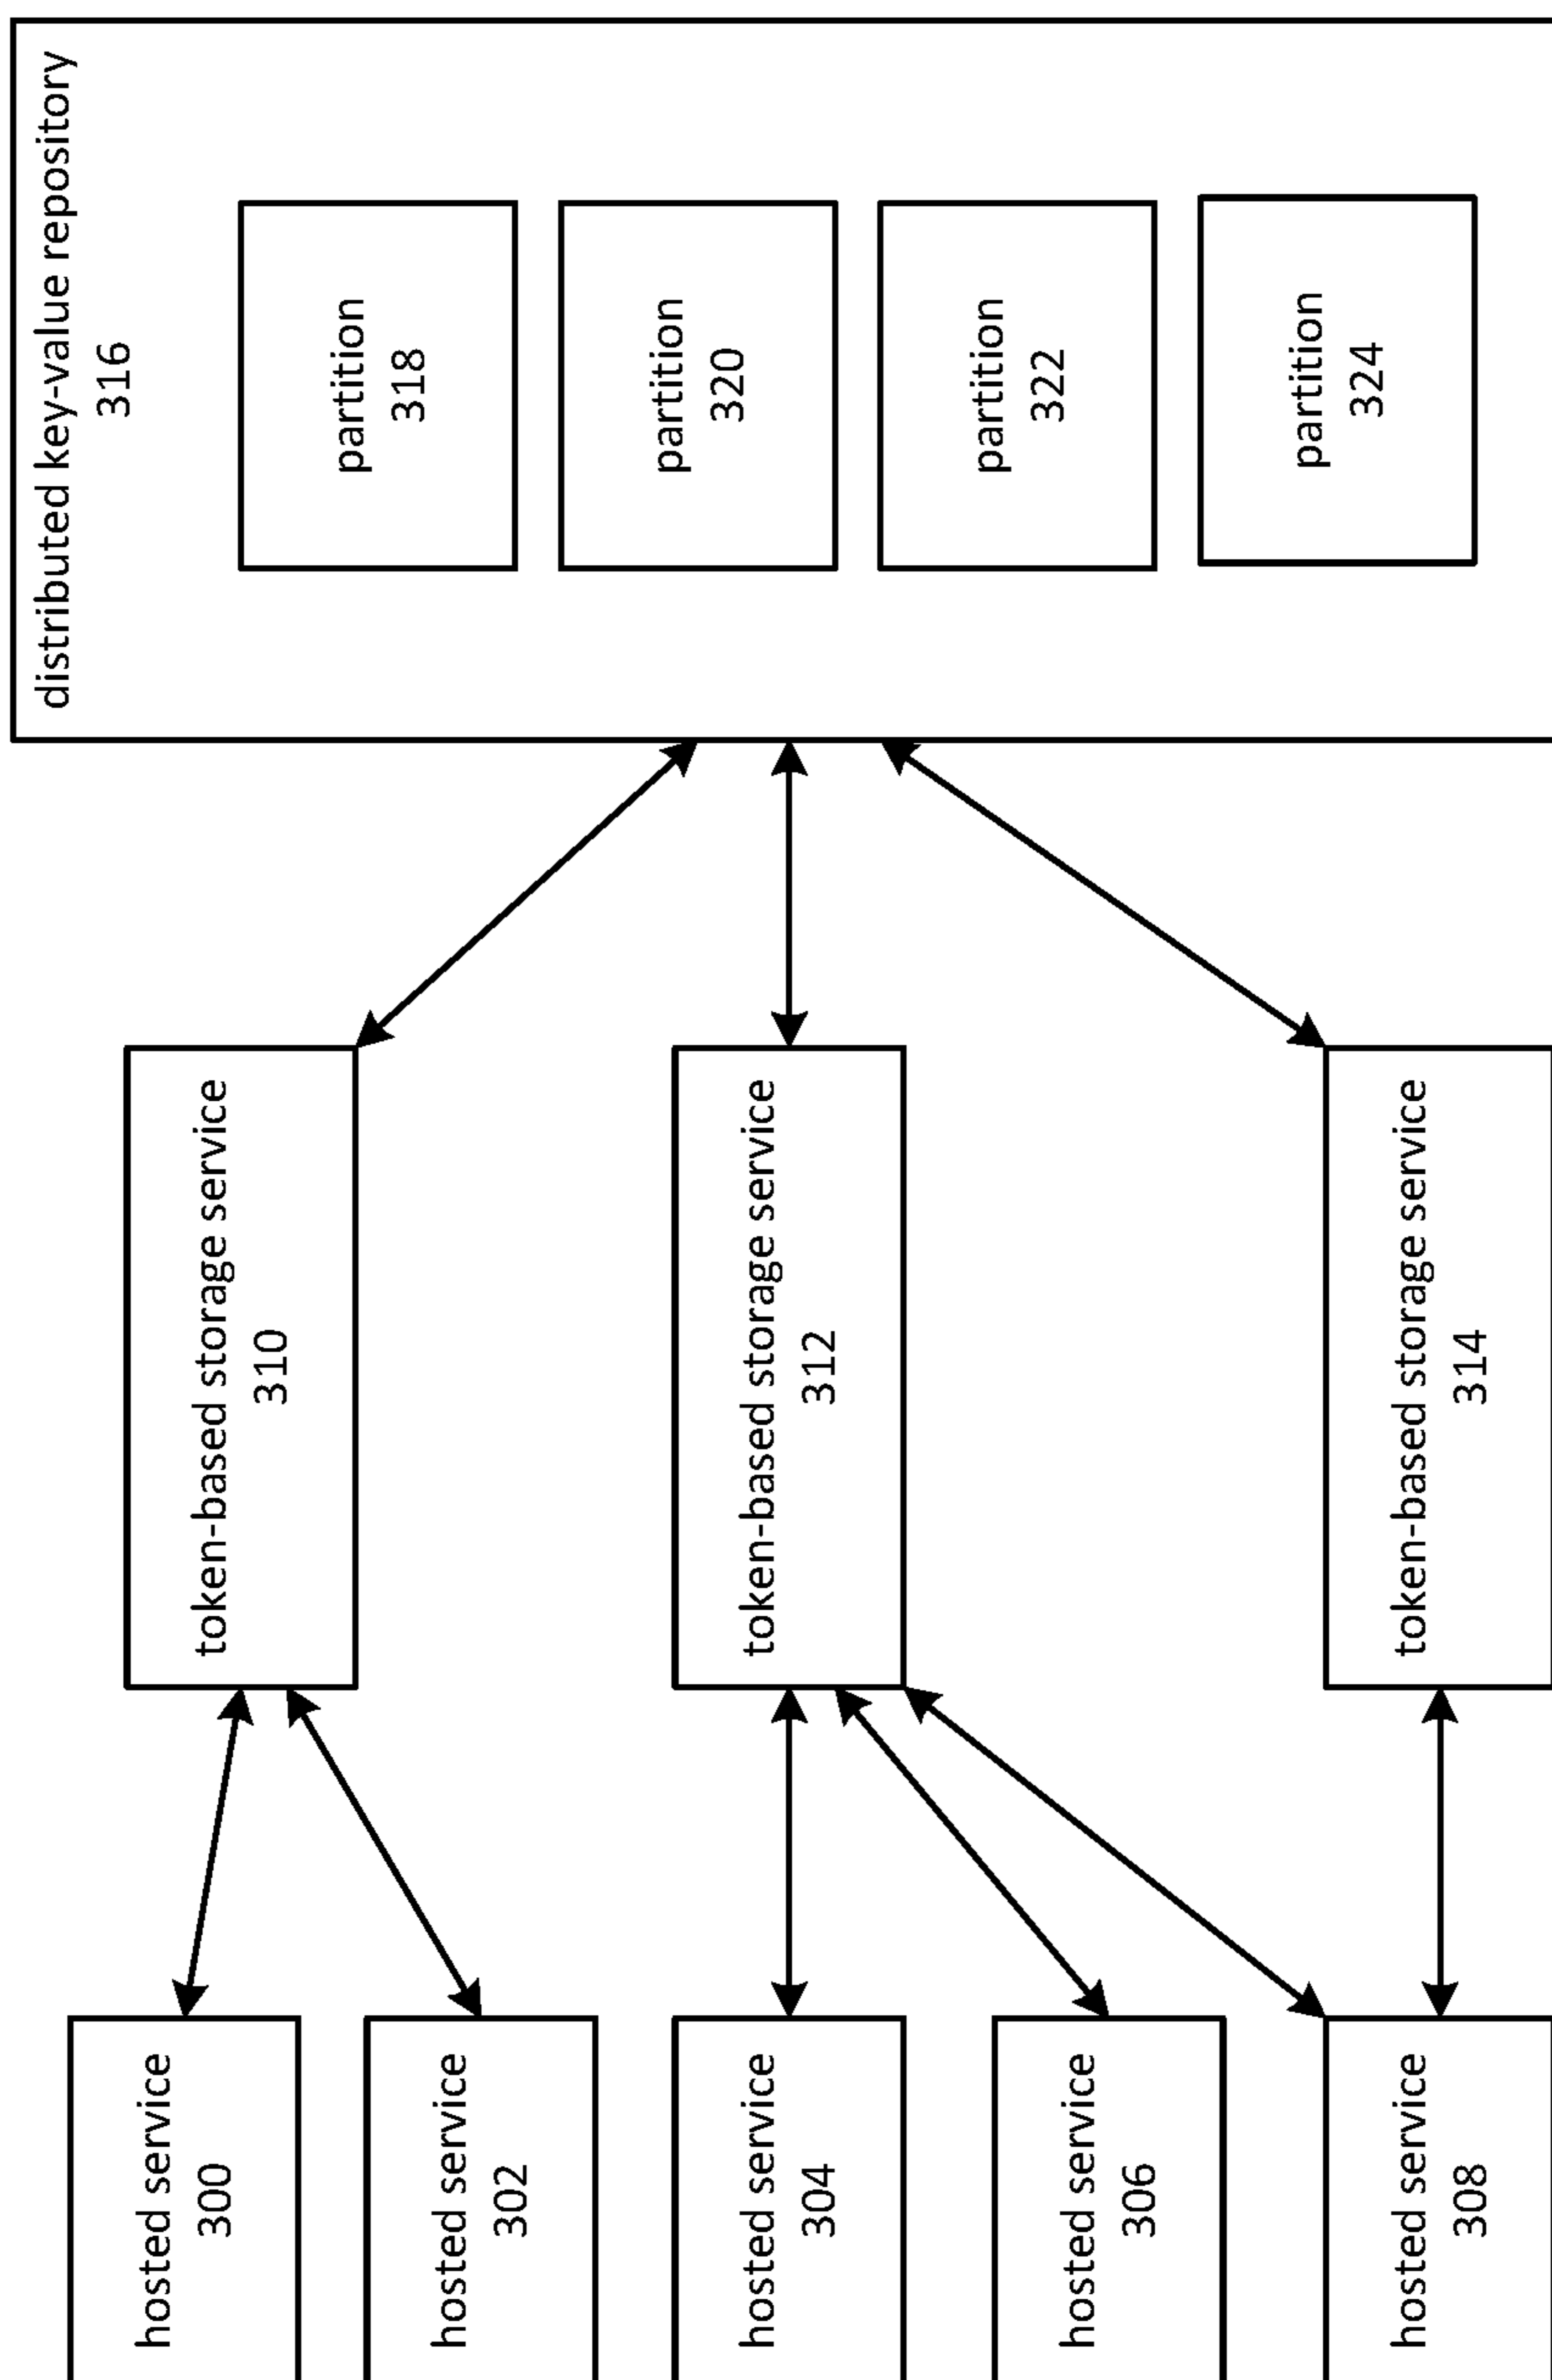 hosted service
300
hosted service
302
hosted service
304
hosted service
306
hosted service
308
token-based storage service
310
token-based storage service
312
token-based storage service
314
distributed key-value repository
316
partition
318
partition
320
partition
322
partition
324